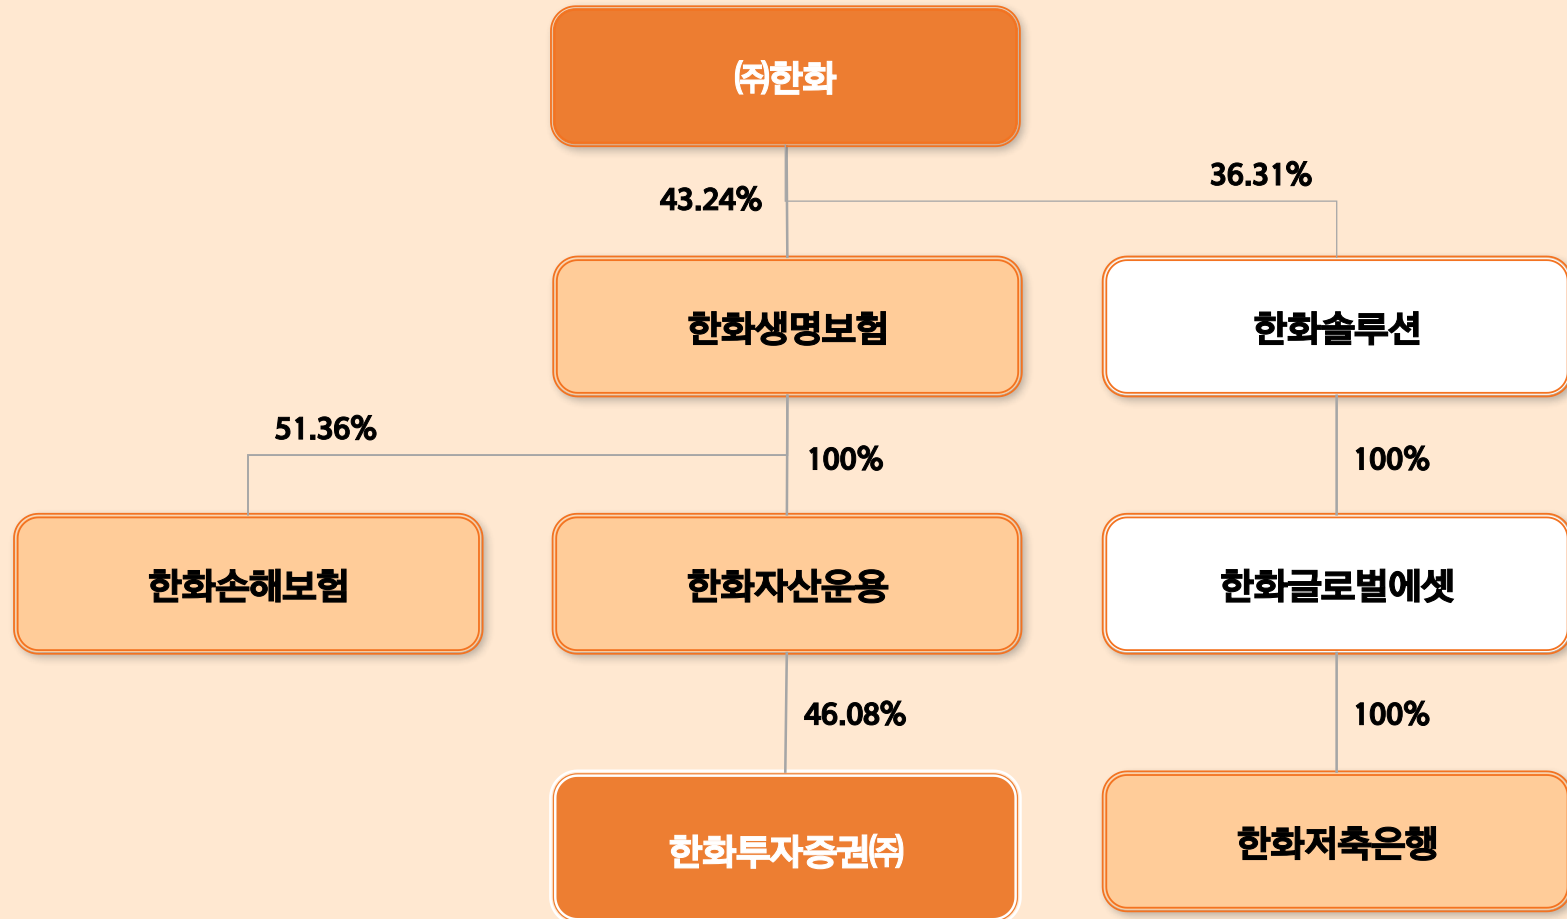 ㈜한화
36.31%
43.24%
한화생명보험
한화솔루션
51.36%
100%
100%
한화손해보험
한화자산운용
한화글로벌에셋
46.08%
100%
한화투자증권㈜
한화저축은행